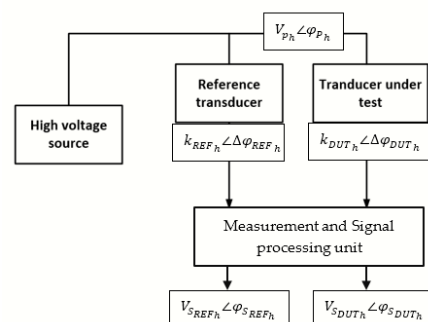 V_{p_h}∠φ_{P_h}
Reference
transducer
Tranducer under
test
High voltage
source
k_{REF_h}∠Δφ_{REF_h}
k_{DUT_h}∠Δφ_{DUT_h}
Measurement and Signal
processing unit
V_{S_{REF_h}}∠φ_{S_{REF_h}}
V_{S_{DUT_h}}∠φ_{S_{DUT_h}}